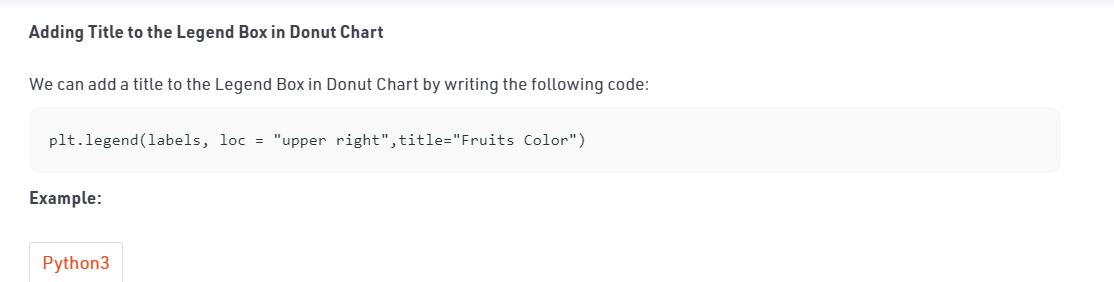 Adding Title to the Legend Box in Donut Chart
We can add a title to the Legend Box in Donut Chart by writing the following code:
plt.legend(labels, loc = "upper right",title="Fruits Color")
Example:
Python3